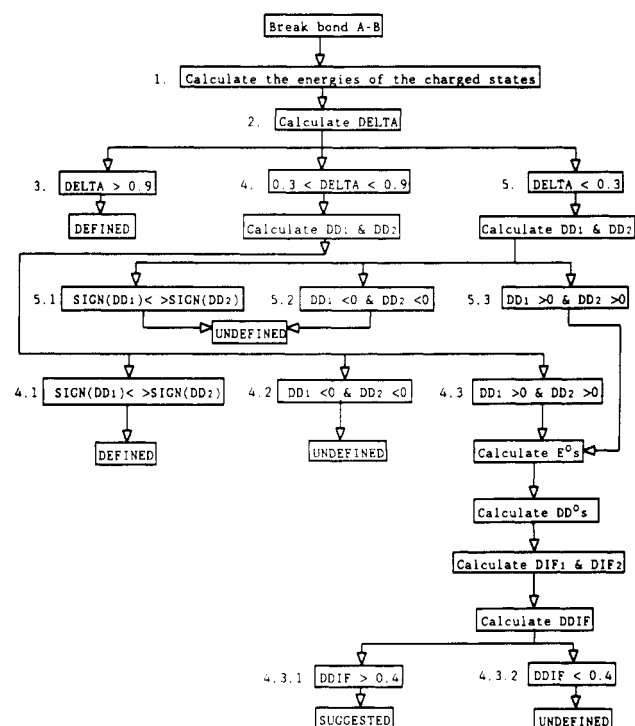 Break bond A-B
1. Calculate the energies of the charged states
2. Calculate DELTA
3. DELTA > 0.9
4. 0.3 < DELTA < 0.9
5. DELTA < 0.3
DEFINED
Calculate DD1 & DD2
Calculate DD1 & DD2
5.1 SIGN(DD1)< >SIGN(DD2)
5.2 DD1 <0 & DD2 <0
5.3 DD1 >0 & DD2 >0
UNDEFINED
4.1 SIGN(DD1)< >SIGN(DD2)
4.2 DD1 <0 & DD2 <0
4.3 DD1 >0 & DD2 >0
DEFINED
UNDEFINED
Calculate E°s
Calculate DD°s
Calculate DIF1 & DIF2
Calculate DDIF
4.3.1 DDIF > 0.4
4.3.2 DDIF < 0.4
SUGGESTED
UNDEFINED